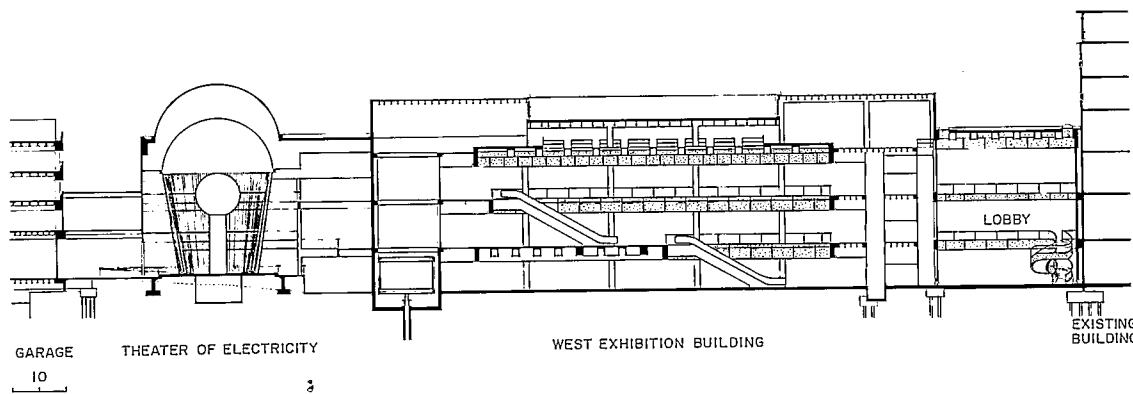 LOBBY
GARAGE
THEATER OF ELECTRICITY
WEST EXHIBITION BUILDING
EXISTING
BUILDING
10